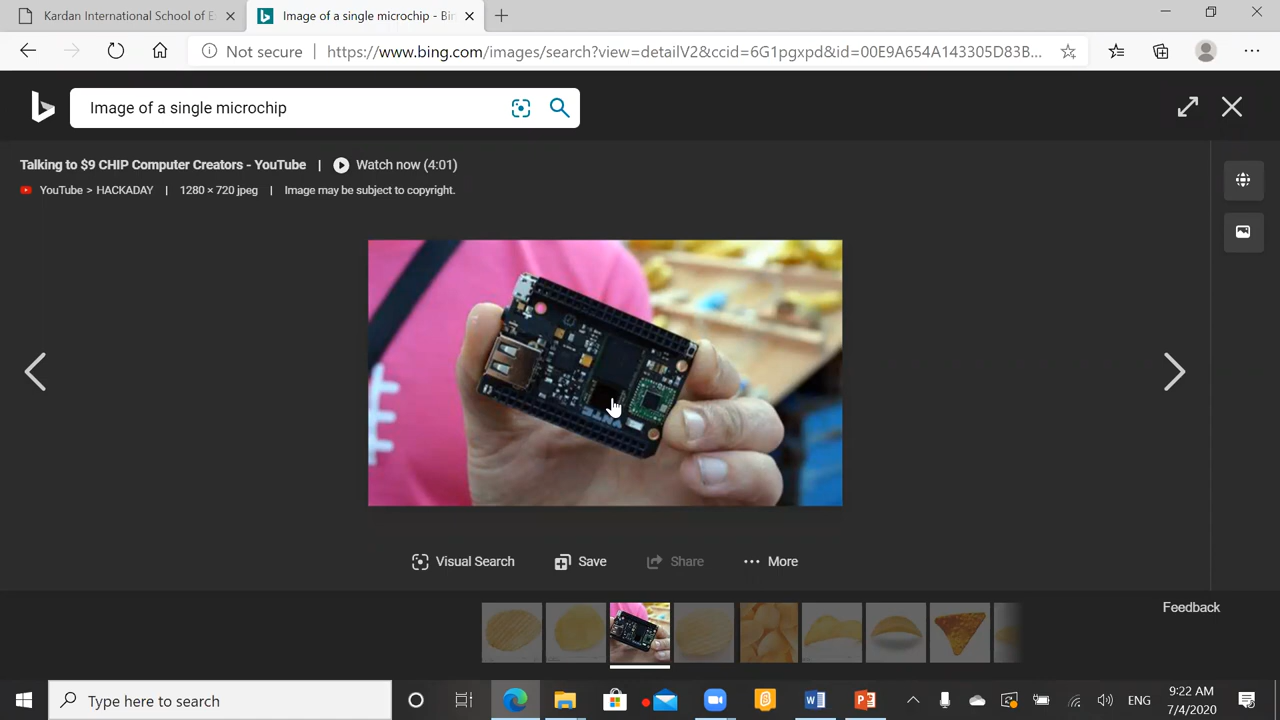 Kardan International School of E
Image of a single microchip - Bin
Not secure
https://www.bing.com/images/search?view=detailV2&ccid=6G1pgxpd&id=00E9A654A143305D83B...
Image of a single microchip
Talking to $9 CHIP Computer Creators - YouTube | Watch now (4:01)
YouTube > HACKADAY | 1280 × 720 jpeg | Image may be subject to copyright.
Visual Search
Save
Share
More
Feedback
Type here to search
ENG
9:22 AM
7/4/2020